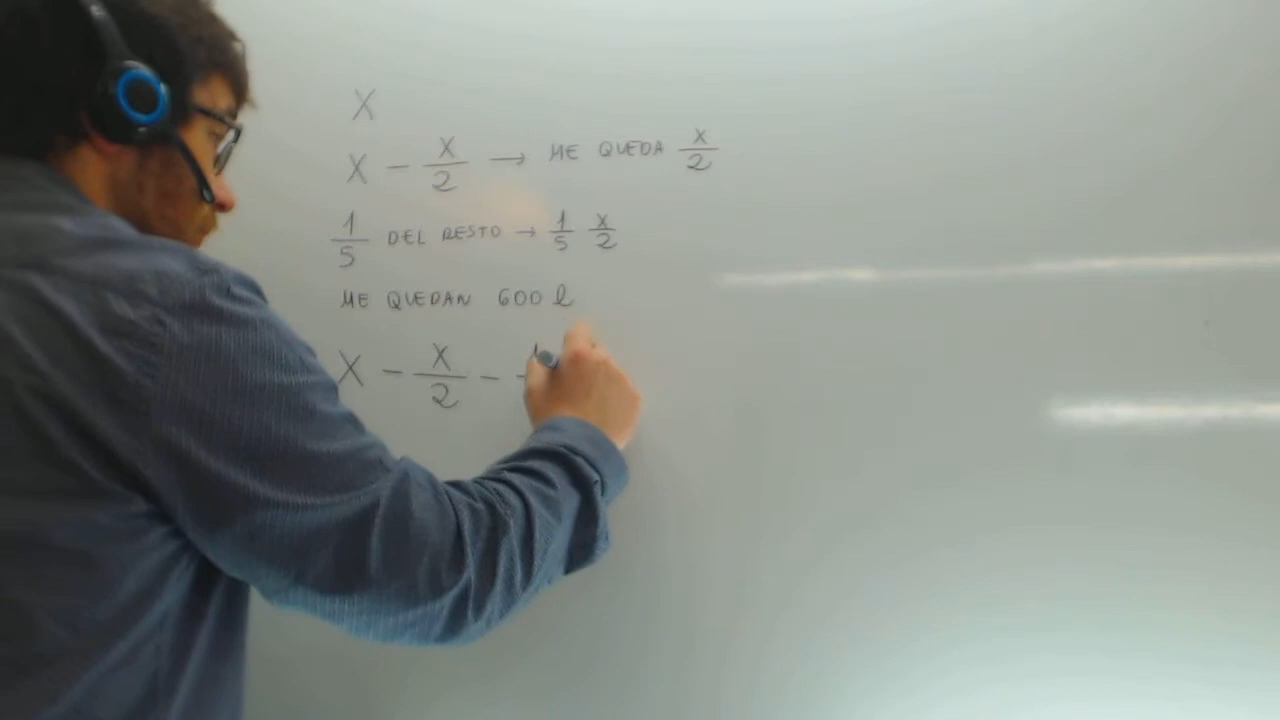 X
X - X/2 → ME QUEDA X/2
1/5 DEL RESTO → 1/5 X/2
ME QUEDAN 600 l
X - X/2 -